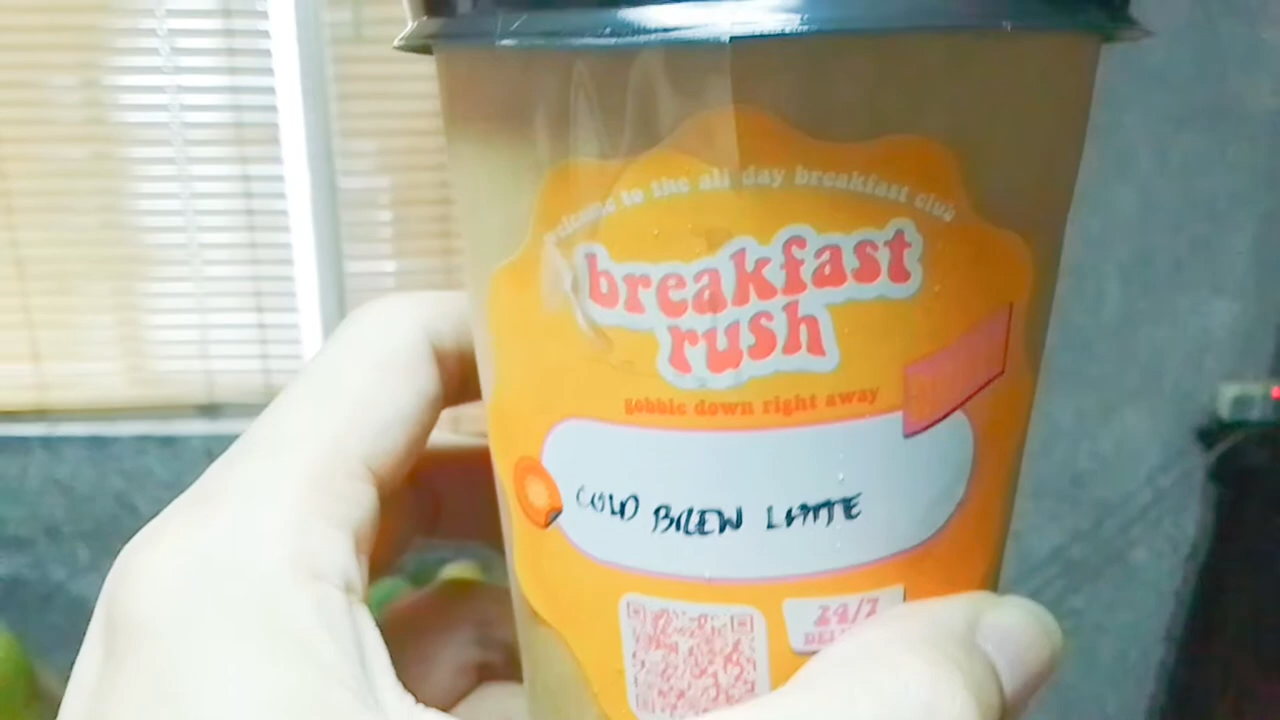 welcome to the all day breakfast club
breakfast
rush
gobble down right away
COLD BREW LATTE
24/7